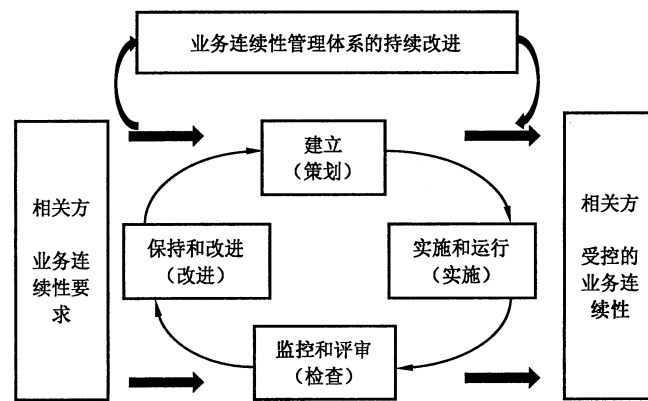 业务连续性管理体系的持续改进
相关方
业务连
续性要
求
建立
(策划)
保持和改进
(改进)
实施和运行
(实施)
监控和评审
(检查)
相关方
受控的
业务连
续性